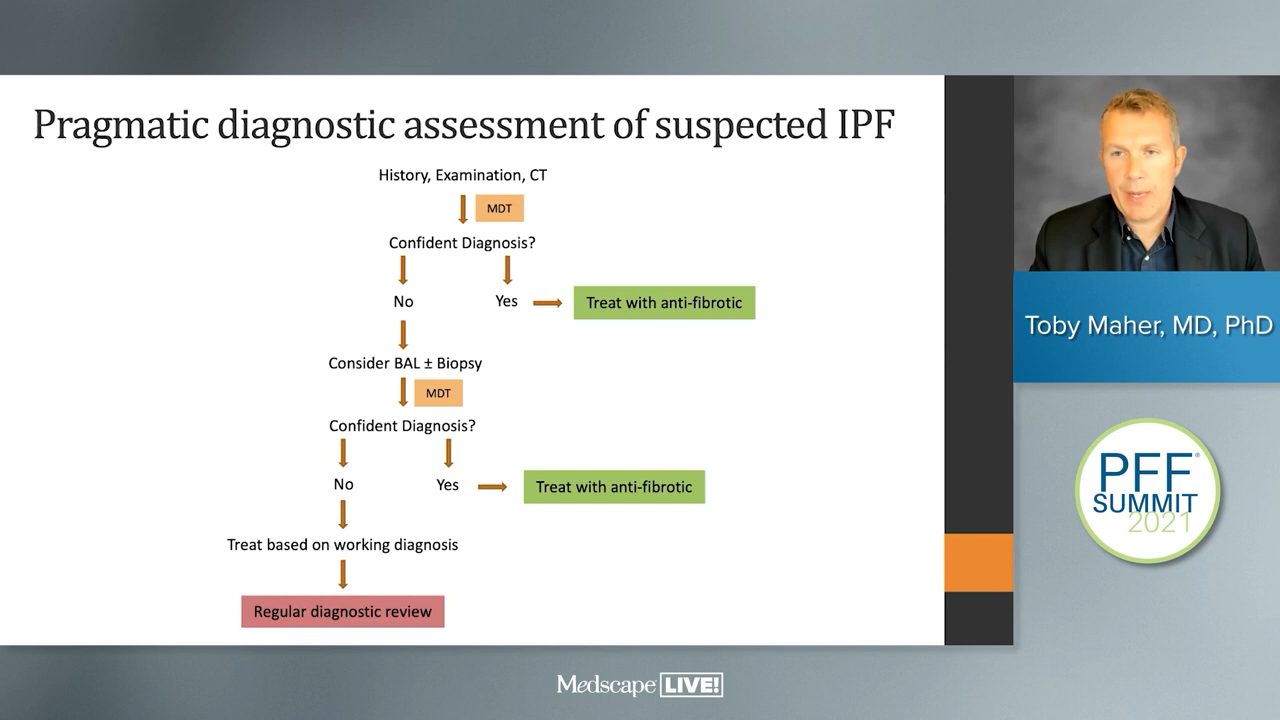 Pragmatic diagnostic assessment of suspected IPF
History, Examination, CT
MDT
Confident Diagnosis?
No
Yes
Treat with anti-fibrotic
Consider BAL ± Biopsy
MDT
Confident Diagnosis?
No
Yes
Treat with anti-fibrotic
Treat based on working diagnosis
Regular diagnostic review
Toby Maher, MD, PhD
PFF®
SUMMIT
2021
Medscape LIVE!